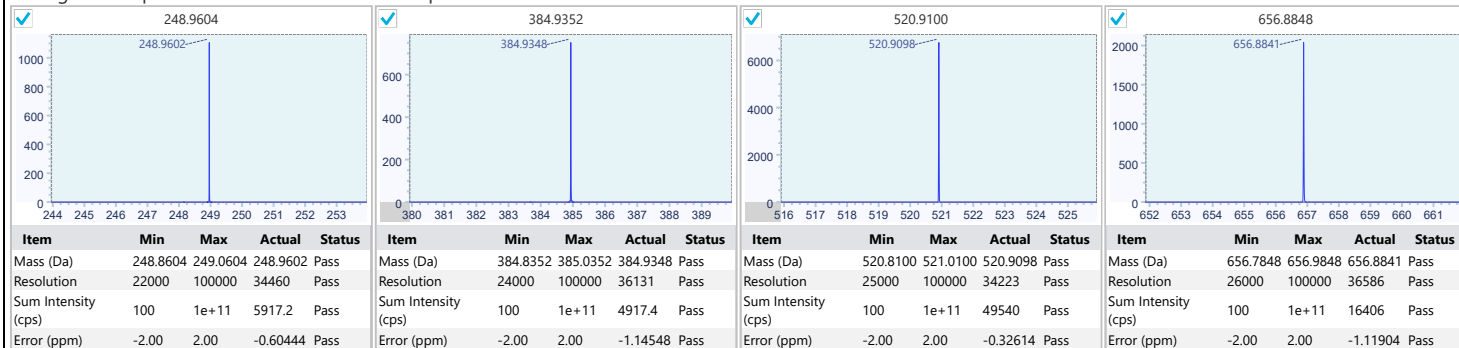 248.9604
248.9602
1000
800
600
400
200
0
244 245 246 247 248 249 250 251 252 253
Item Min Max Actual Status
Mass (Da) 248.8604 249.0604 248.9602 Pass
Resolution 22000 100000 34460 Pass
Sum Intensity (cps) 100 1e+11 5917.2 Pass
Error (ppm) -2.00 2.00 -0.60444 Pass
384.9352
384.9348
600
400
200
0
380 381 382 383 384 385 386 387 388 389
Item Min Max Actual Status
Mass (Da) 384.8352 385.0352 384.9348 Pass
Resolution 24000 100000 36131 Pass
Sum Intensity (cps) 100 1e+11 4917.4 Pass
Error (ppm) -2.00 2.00 -1.14548 Pass
520.9100
520.9098
6000
4000
2000
0
516 517 518 519 520 521 522 523 524 525
Item Min Max Actual Status
Mass (Da) 520.8100 521.0100 520.9098 Pass
Resolution 25000 100000 34223 Pass
Sum Intensity (cps) 100 1e+11 49540 Pass
Error (ppm) -2.00 2.00 -0.32614 Pass
656.8848
656.8841
2000
1500
1000
500
0
652 653 654 655 656 657 658 659 660 661
Item Min Max Actual Status
Mass (Da) 656.7848 656.9848 656.8841 Pass
Resolution 26000 100000 36586 Pass
Sum Intensity (cps) 100 1e+11 16406 Pass
Error (ppm) -2.00 2.00 -1.11904 Pass